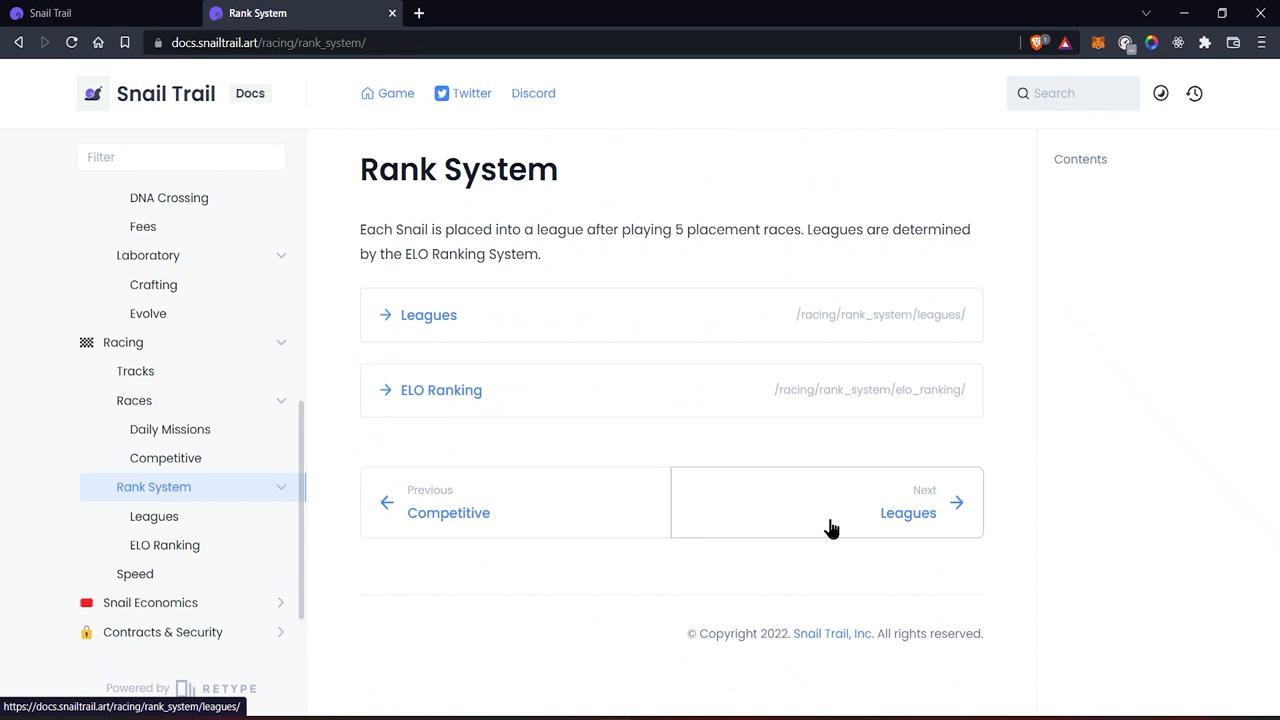 Snail Trail
Rank System
docs.snailtrail.art/racing/rank_system/
1
Snail Trail
Docs
Game
Twitter
Discord
Search
Filter
DNA Crossing
Fees
Laboratory
Crafting
Evolve
Racing
Tracks
Races
Daily Missions
Competitive
Rank System
Leagues
ELO Ranking
Speed
Snail Economics
Contracts & Security
Powered by RETYPE
Rank System
Each Snail is placed into a league after playing 5 placement races. Leagues are determined
by the ELO Ranking System.
Leagues
/racing/rank_system/leagues/
ELO Ranking
/racing/rank_system/elo_ranking/
Previous
Competitive
Next
Leagues
© Copyright 2022. Snail Trail, Inc. All rights reserved.
Contents
https://docs.snailtrail.art/racing/rank_system/leagues/